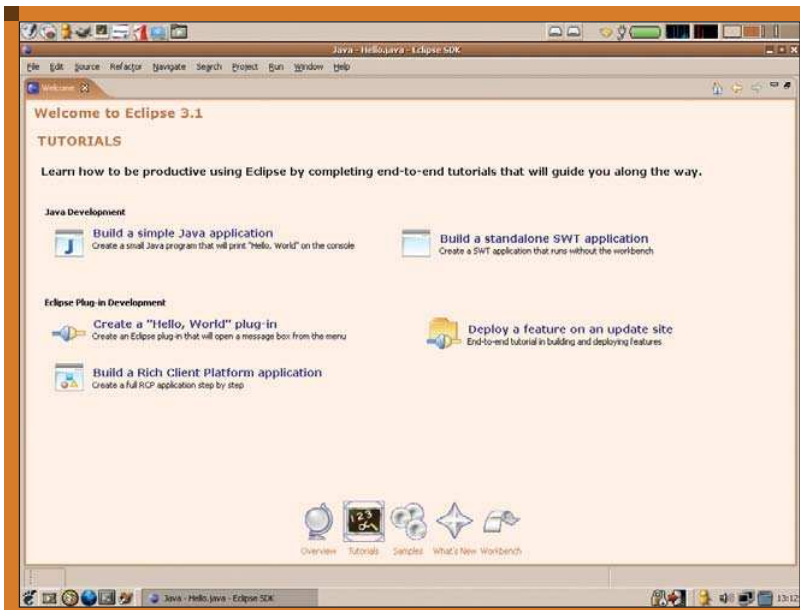 Java - Hello.java - Eclipse SDK
File Edit Source Refactor Navigate Search Project Run Window Help
Welcome
Welcome to Eclipse 3.1
TUTORIALS
Learn how to be productive using Eclipse by completing end-to-end tutorials that will guide you along the way.
Java Development
Build a simple Java application
Create a small Java program that will print "Hello, World" on the console
Build a standalone SWT application
Create a SWT application that runs without the workbench
Eclipse Plug-in Development
Create a "Hello, World" plug-in
Create an Eclipse plug-in that will open a message box from the menu
Deploy a feature on an update site
End-to-end tutorial in building and deploying features
Build a Rich Client Platform application
Create a full RCP application step by step
123
Overview Tutorials Samples What's New Workbench
Java - Hello.java - Eclipse SDK
13:12